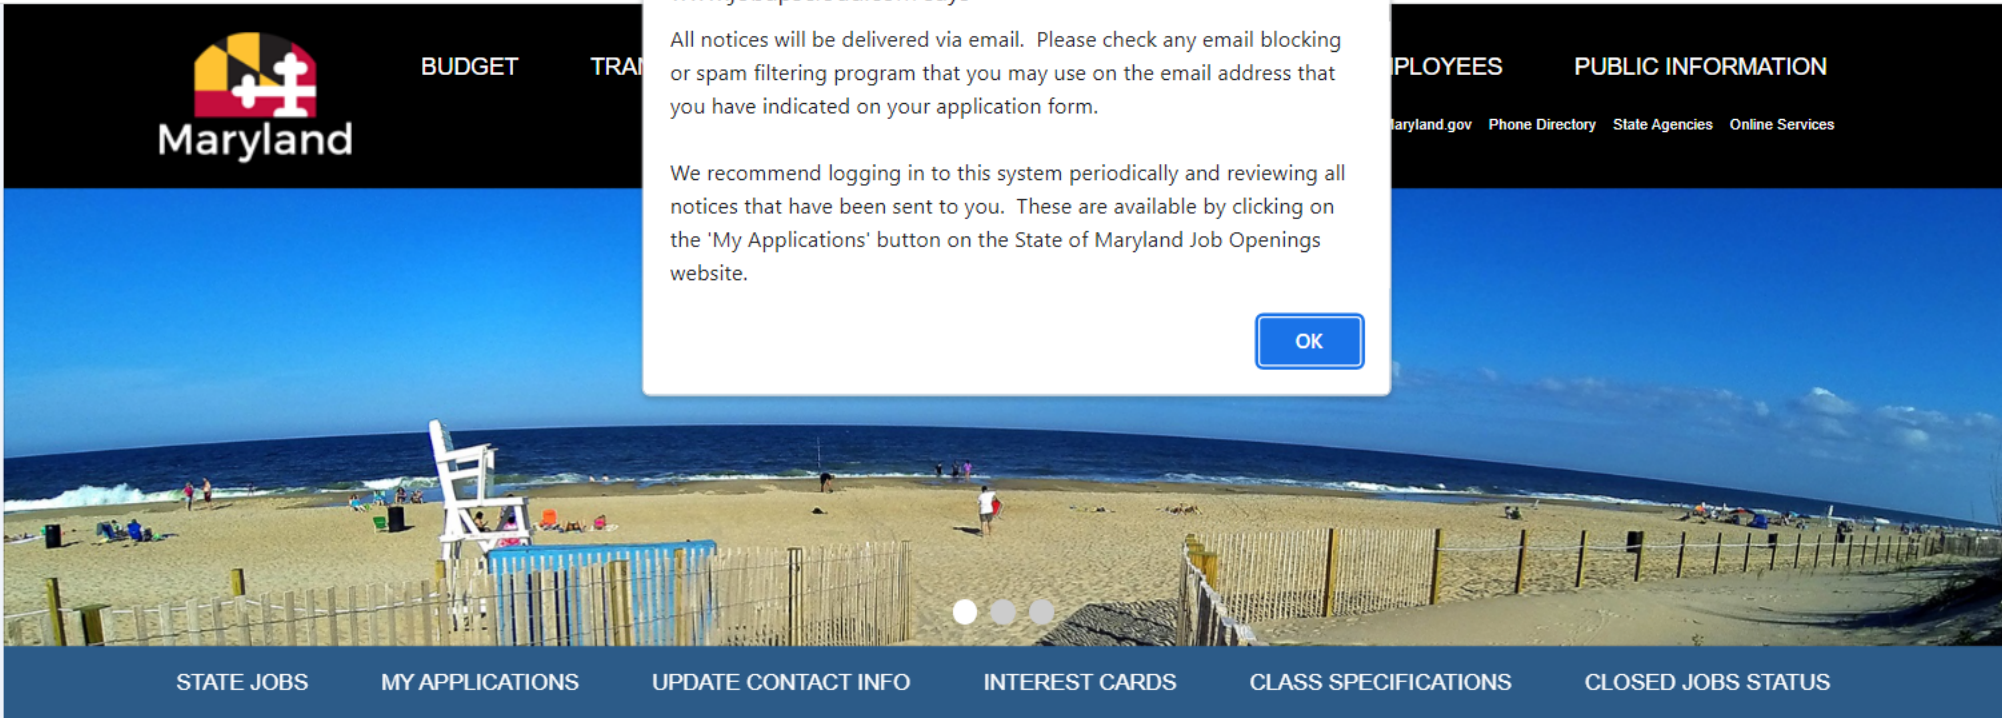 All notices will be delivered via email.  Please check any email blocking
or spam filtering program that you may use on the email address that
you have indicated on your application form.
We recommend logging in to this system periodically and reviewing all
notices that have been sent to you.  These are available by clicking on
the 'My Applications' button on the State of Maryland Job Openings
website.
OK
Maryland
BUDGET
PUBLIC INFORMATION
Phone Directory State Agencies Online Services
STATE JOBS MY APPLICATIONS UPDATE CONTACT INFO INTEREST CARDS CLASS SPECIFICATIONS CLOSED JOBS STATUS